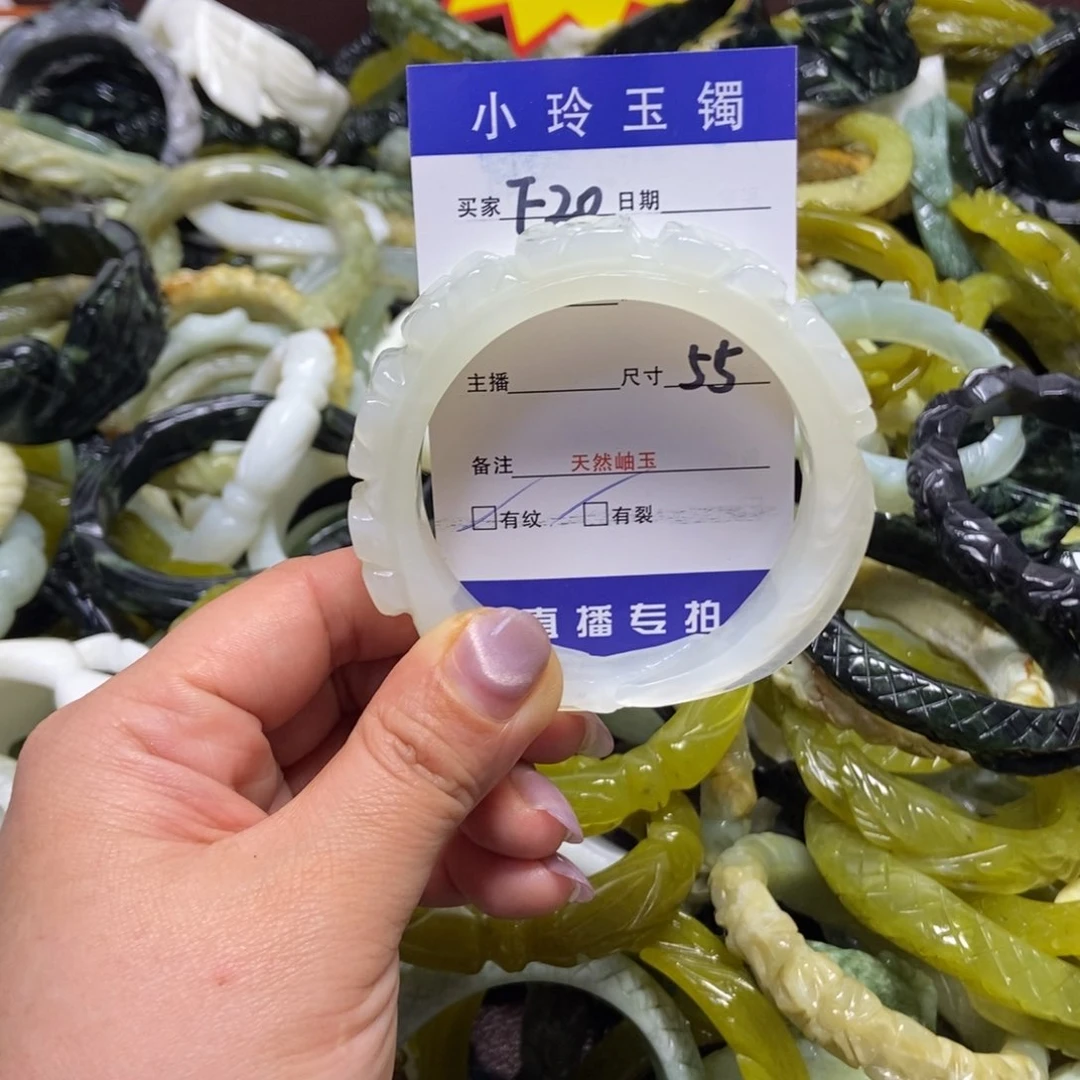 小玲玉镯
买家 T-20 日期
主播 尺寸 55
备注 天然岫玉
□有纹 □有裂
直播专拍